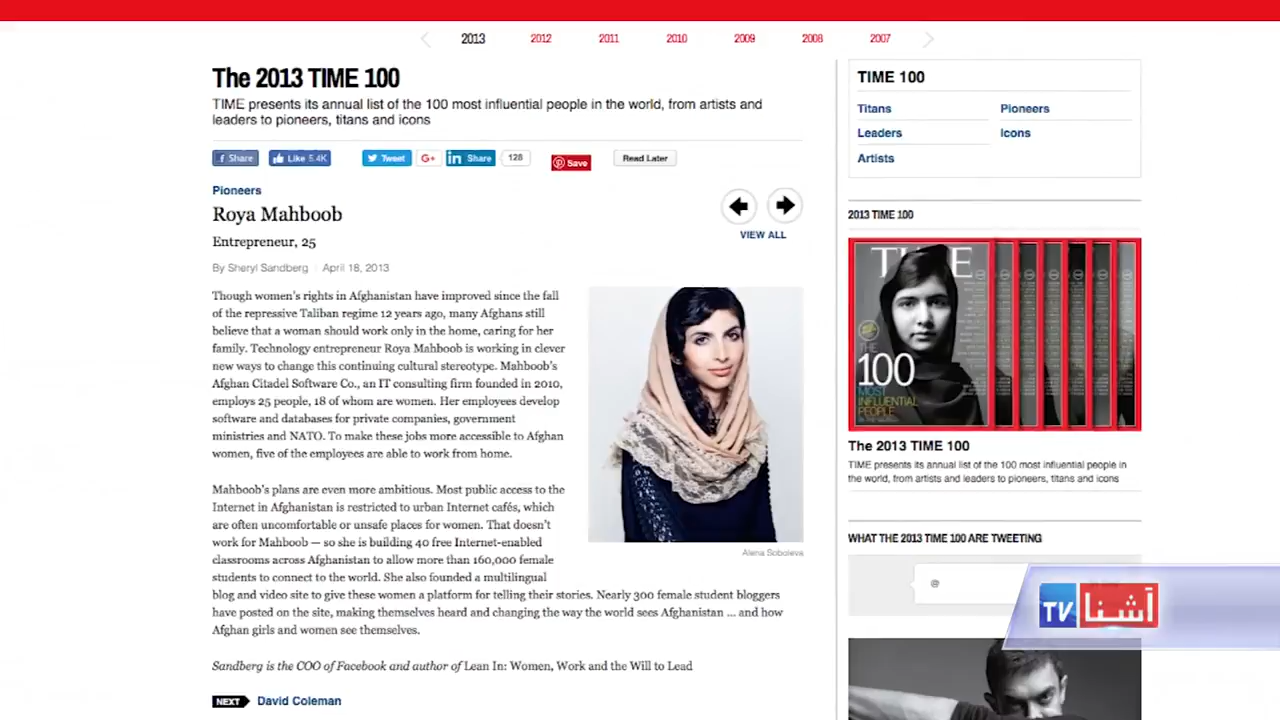 2013 2012 2011 2010 2009 2008 2007
The 2013 TIME 100
TIME presents its annual list of the 100 most influential people in the world, from artists and
leaders to pioneers, titans and icons
Share Like 5.4K Tweet G+ in Share 128 Save Read Later
Pioneers
Roya Mahboob
Entrepreneur, 25
VIEW ALL
By Sheryl Sandberg | April 18, 2013
Though women's rights in Afghanistan have improved since the fall
of the repressive Taliban regime 12 years ago, many Afghans still
believe that a woman should work only in the home, caring for her
family. Technology entrepreneur Roya Mahboob is working in clever
new ways to change this continuing cultural stereotype. Mahboob's
Afghan Citadel Software Co., an IT consulting firm founded in 2010,
employs 25 people, 18 of whom are women. Her employees develop
software and databases for private companies, government
ministries and NATO. To make these jobs more accessible to Afghan
women, five of the employees are able to work from home.
Mahboob's plans are even more ambitious. Most public access to the
Internet in Afghanistan is restricted to urban Internet cafés, which
are often uncomfortable or unsafe places for women. That doesn't
work for Mahboob — so she is building 40 free Internet-enabled
classrooms across Afghanistan to allow more than 160,000 female
students to connect to the world. She also founded a multilingual
blog and video site to give these women a platform for telling their stories. Nearly 300 female student bloggers
have posted on the site, making themselves heard and changing the way the world sees Afghanistan ... and how
Afghan girls and women see themselves.
Alena Soboleva
Sandberg is the COO of Facebook and author of Lean In: Women, Work and the Will to Lead
NEXT David Coleman
TIME 100
Titans Pioneers
Leaders Icons
Artists
2013 TIME 100
TIME
THE
100
MOST
INFLUENTIAL
PEOPLE
The 2013 TIME 100
TIME presents its annual list of the 100 most influential people in
the world, from artists and leaders to pioneers, titans and icons
WHAT THE 2013 TIME 100 ARE TWEETING
@
TV آشنا